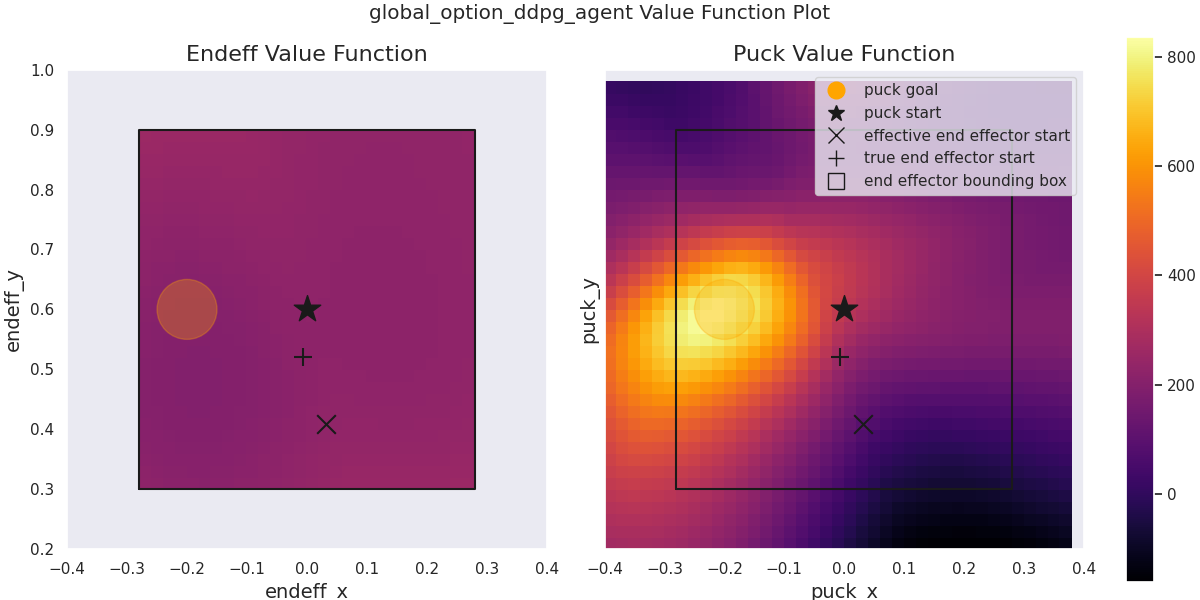 global_option_ddpg_agent Value Function Plot
Endeff Value Function
1.0
0.9
0.8
0.7
0.6
0.5
0.4
0.3
0.2
endeff_y
−0.4 −0.3 −0.2 −0.1 0.0 0.1 0.2 0.3 0.4
endeff_x
Puck Value Function
puck goal
puck start
effective end effector start
true end effector start
end effector bounding box
puck_y
−0.4 −0.3 −0.2 −0.1 0.0 0.1 0.2 0.3 0.4
puck_x
800
600
400
200
0